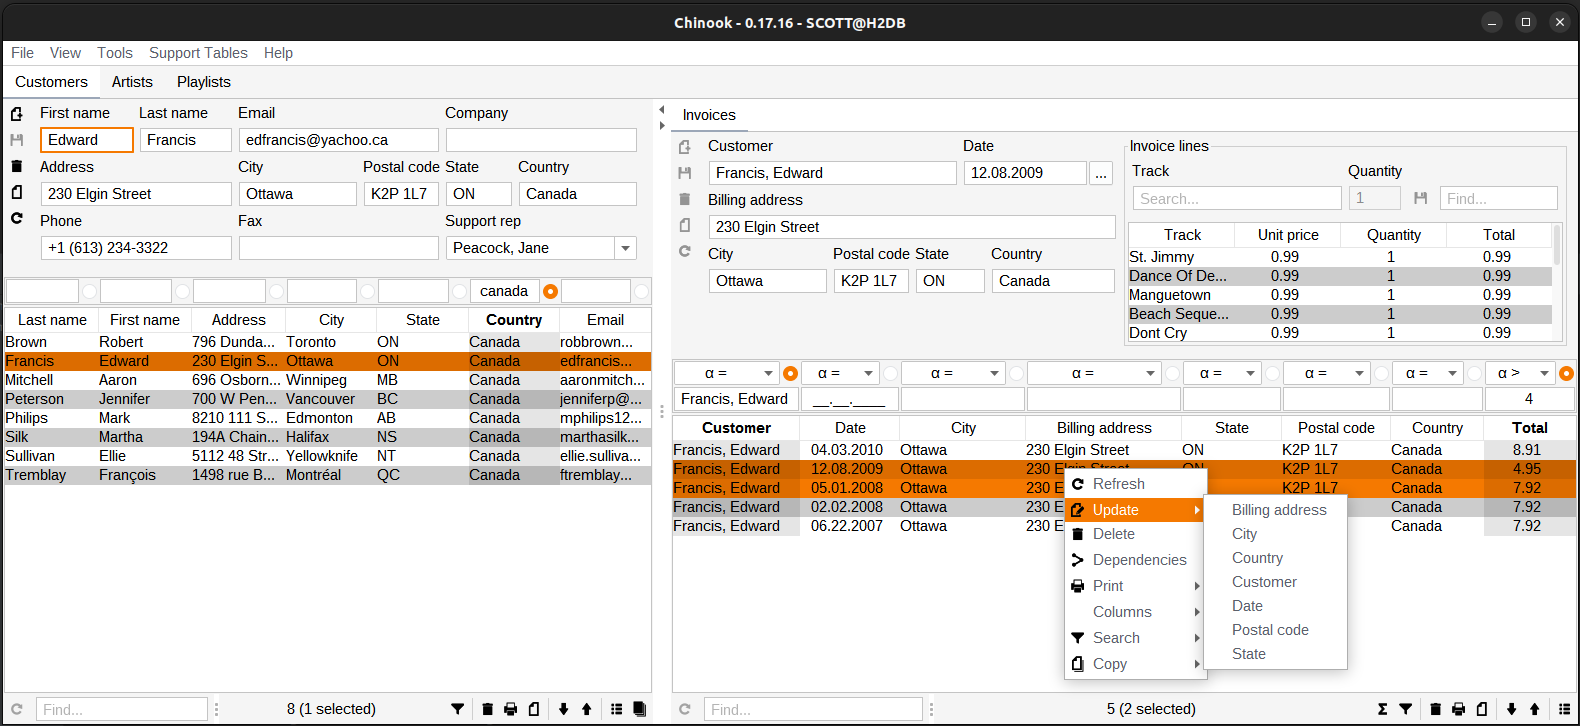 Chinook - 0.17.16 - SCOTT@H2DB
File View Tools Support Tables Help
Customers Artists Playlists
First name Last name Email Company
Edward Francis edfrancis@yachoo.ca
Address City Postal code State Country
230 Elgin Street Ottawa K2P 1L7 ON Canada
Phone Fax Support rep
+1 (613) 234-3322 Peacock, Jane
canada
Last name First name Address City State Country Email
Brown Robert 796 Dunda... Toronto ON Canada robbrown...
Francis Edward 230 Elgin S... Ottawa ON Canada edfrancis...
Mitchell Aaron 696 Osborn... Winnipeg MB Canada aaronmitch...
Peterson Jennifer 700 W Pen... Vancouver BC Canada jenniferp@...
Philips Mark 8210 111 S... Edmonton AB Canada mphilips12...
Silk Martha 194A Chain... Halifax NS Canada marthasilk...
Sullivan Ellie 5112 48 Str... Yellowknife NT Canada ellie.sulliva...
Tremblay François 1498 rue B... Montréal QC Canada ftremblay...
Find... 8 (1 selected)
Invoices
Customer Date
Francis, Edward 12.08.2009 ...
Billing address
230 Elgin Street
City Postal code State Country
Ottawa K2P 1L7 ON Canada
Invoice lines
Track Quantity
Search... 1 Find...
Track Unit price Quantity Total
St. Jimmy 0.99 1 0.99
Dance Of De... 0.99 1 0.99
Manguetown 0.99 1 0.99
Beach Seque... 0.99 1 0.99
Dont Cry 0.99 1 0.99
α = α = α = α = α = α = α = α >
Francis, Edward __.__.____ 4
Customer Date City Billing address State Postal code Country Total
Francis, Edward 04.03.2010 Ottawa 230 Elgin Street ON K2P 1L7 Canada 8.91
Francis, Edward 12.08.2009 Ottawa 230 Elgin Street ON K2P 1L7 Canada 4.95
Francis, Edward 05.01.2008 Ottawa 230 E K2P 1L7 Canada 7.92
Francis, Edward 02.02.2008 Ottawa 230 E Canada 7.92
Francis, Edward 06.22.2007 Ottawa 230 E Canada 7.92
Refresh
Update
Delete
Dependencies
Print
Columns
Search
Copy
Billing address
City
Country
Customer
Date
Postal code
State
Find... 5 (2 selected)